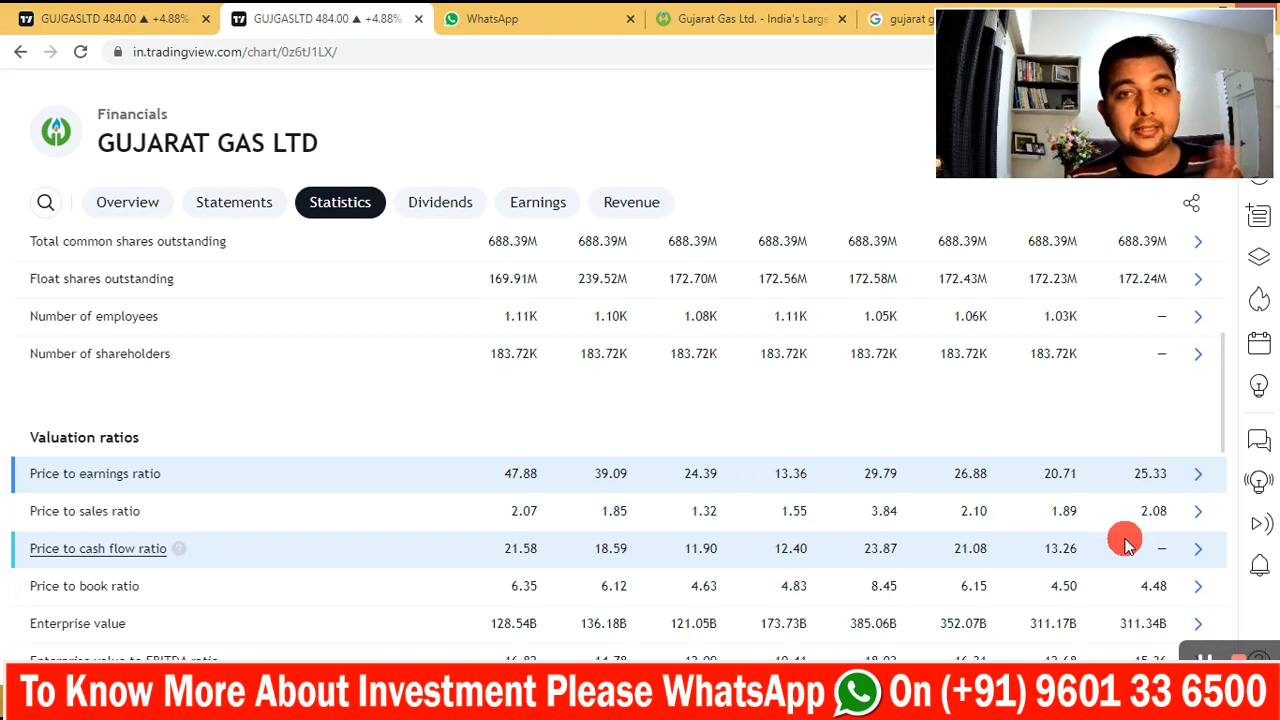 GUJGASLTD 484.00 ▲ +4.88%
GUJGASLTD 484.00 ▲ +4.88%
WhatsApp
Gujarat Gas Ltd. - India's Large
gujarat g
in.tradingview.com/chart/0z6tJ1LX/
Financials
GUJARAT GAS LTD
Overview Statements Statistics Dividends Earnings Revenue
Total common shares outstanding 688.39M 688.39M 688.39M 688.39M 688.39M 688.39M 688.39M 688.39M
Float shares outstanding 169.91M 239.52M 172.70M 172.56M 172.58M 172.43M 172.23M 172.24M
Number of employees 1.11K 1.10K 1.08K 1.11K 1.05K 1.06K 1.03K —
Number of shareholders 183.72K 183.72K 183.72K 183.72K 183.72K 183.72K 183.72K —
Valuation ratios
Price to earnings ratio 47.88 39.09 24.39 13.36 29.79 26.88 20.71 25.33
Price to sales ratio 2.07 1.85 1.32 1.55 3.84 2.10 1.89 2.08
Price to cash flow ratio 21.58 18.59 11.90 12.40 23.87 21.08 13.26 —
Price to book ratio 6.35 6.12 4.63 4.83 8.45 6.15 4.50 4.48
Enterprise value 128.54B 136.18B 121.05B 173.73B 385.06B 352.07B 311.17B 311.34B
Enterprise value to EBITDA ratio
To Know More About Investment Please WhatsApp On (+91) 9601 33 6500